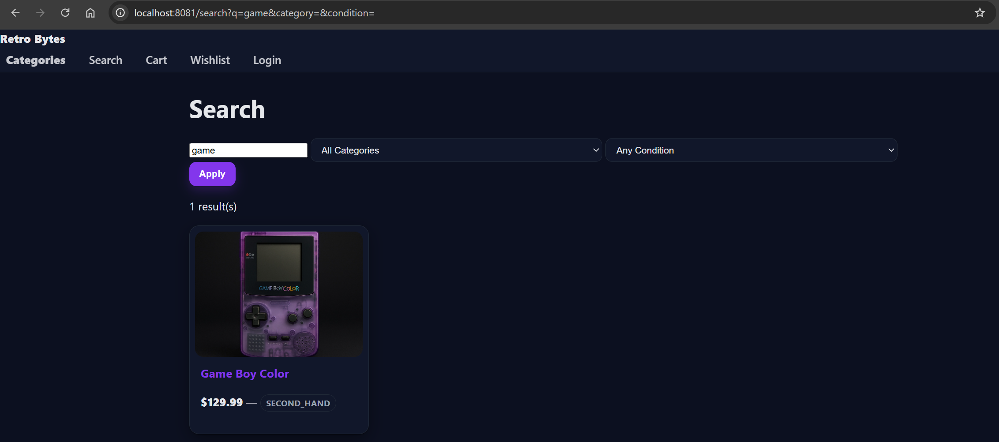 localhost:8081/search?q=game&category=&condition=
Retro Bytes
Categories Search Cart Wishlist Login
Search
game All Categories Any Condition
Apply
1 result(s)
GAME BOY COLOR
Game Boy Color
$129.99 — SECOND_HAND